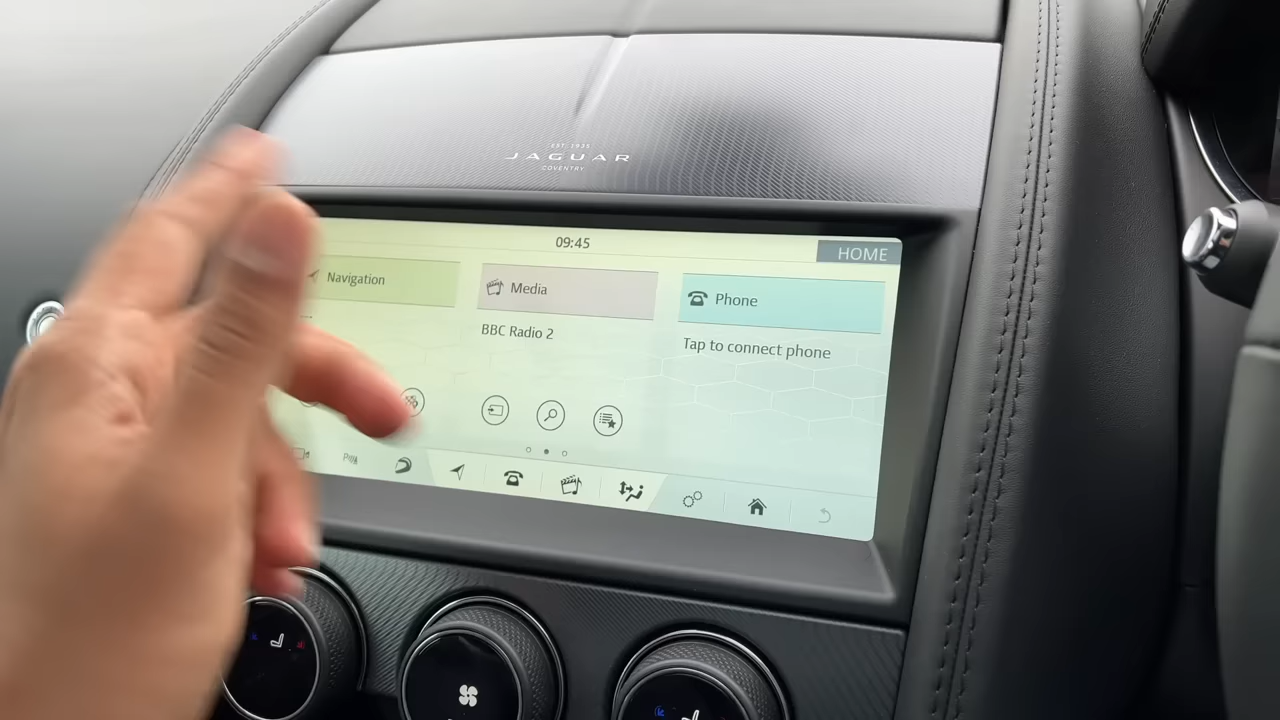 EST. 1935
JAGUAR
COVENTRY
09:45
HOME
Navigation
Media
Phone
BBC Radio 2
Tap to connect phone